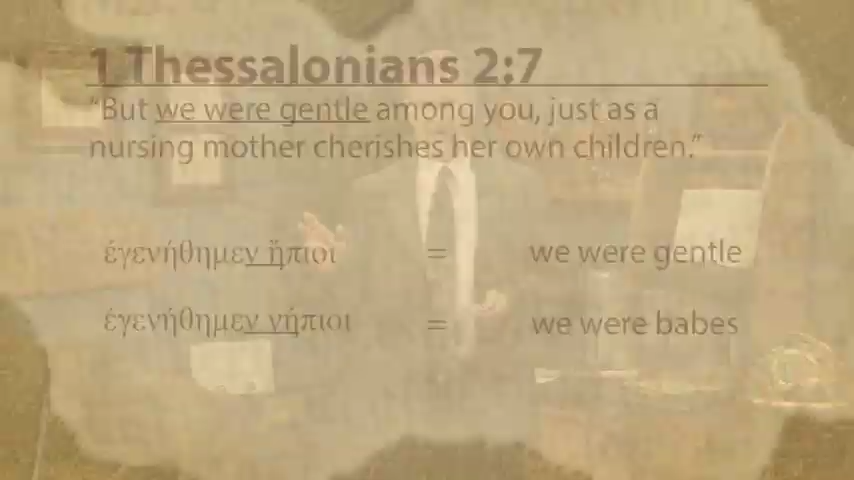 1 Thessalonians 2:7
“But we were gentle among you, just as a
nursing mother cherishes her own children.”
ἐγενήθημεν ἤπιοι = we were gentle
ἐγενήθημεν νήπιοι = we were babes